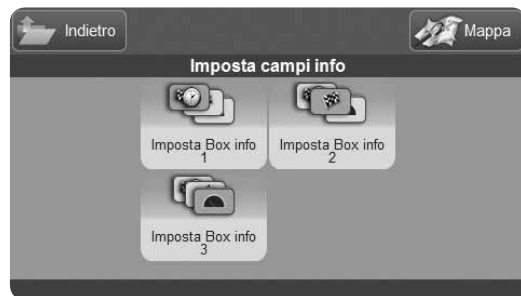 Indietro
Mappa
Imposta campi info
Imposta Box info
1
Imposta Box info
2
Imposta Box info
3